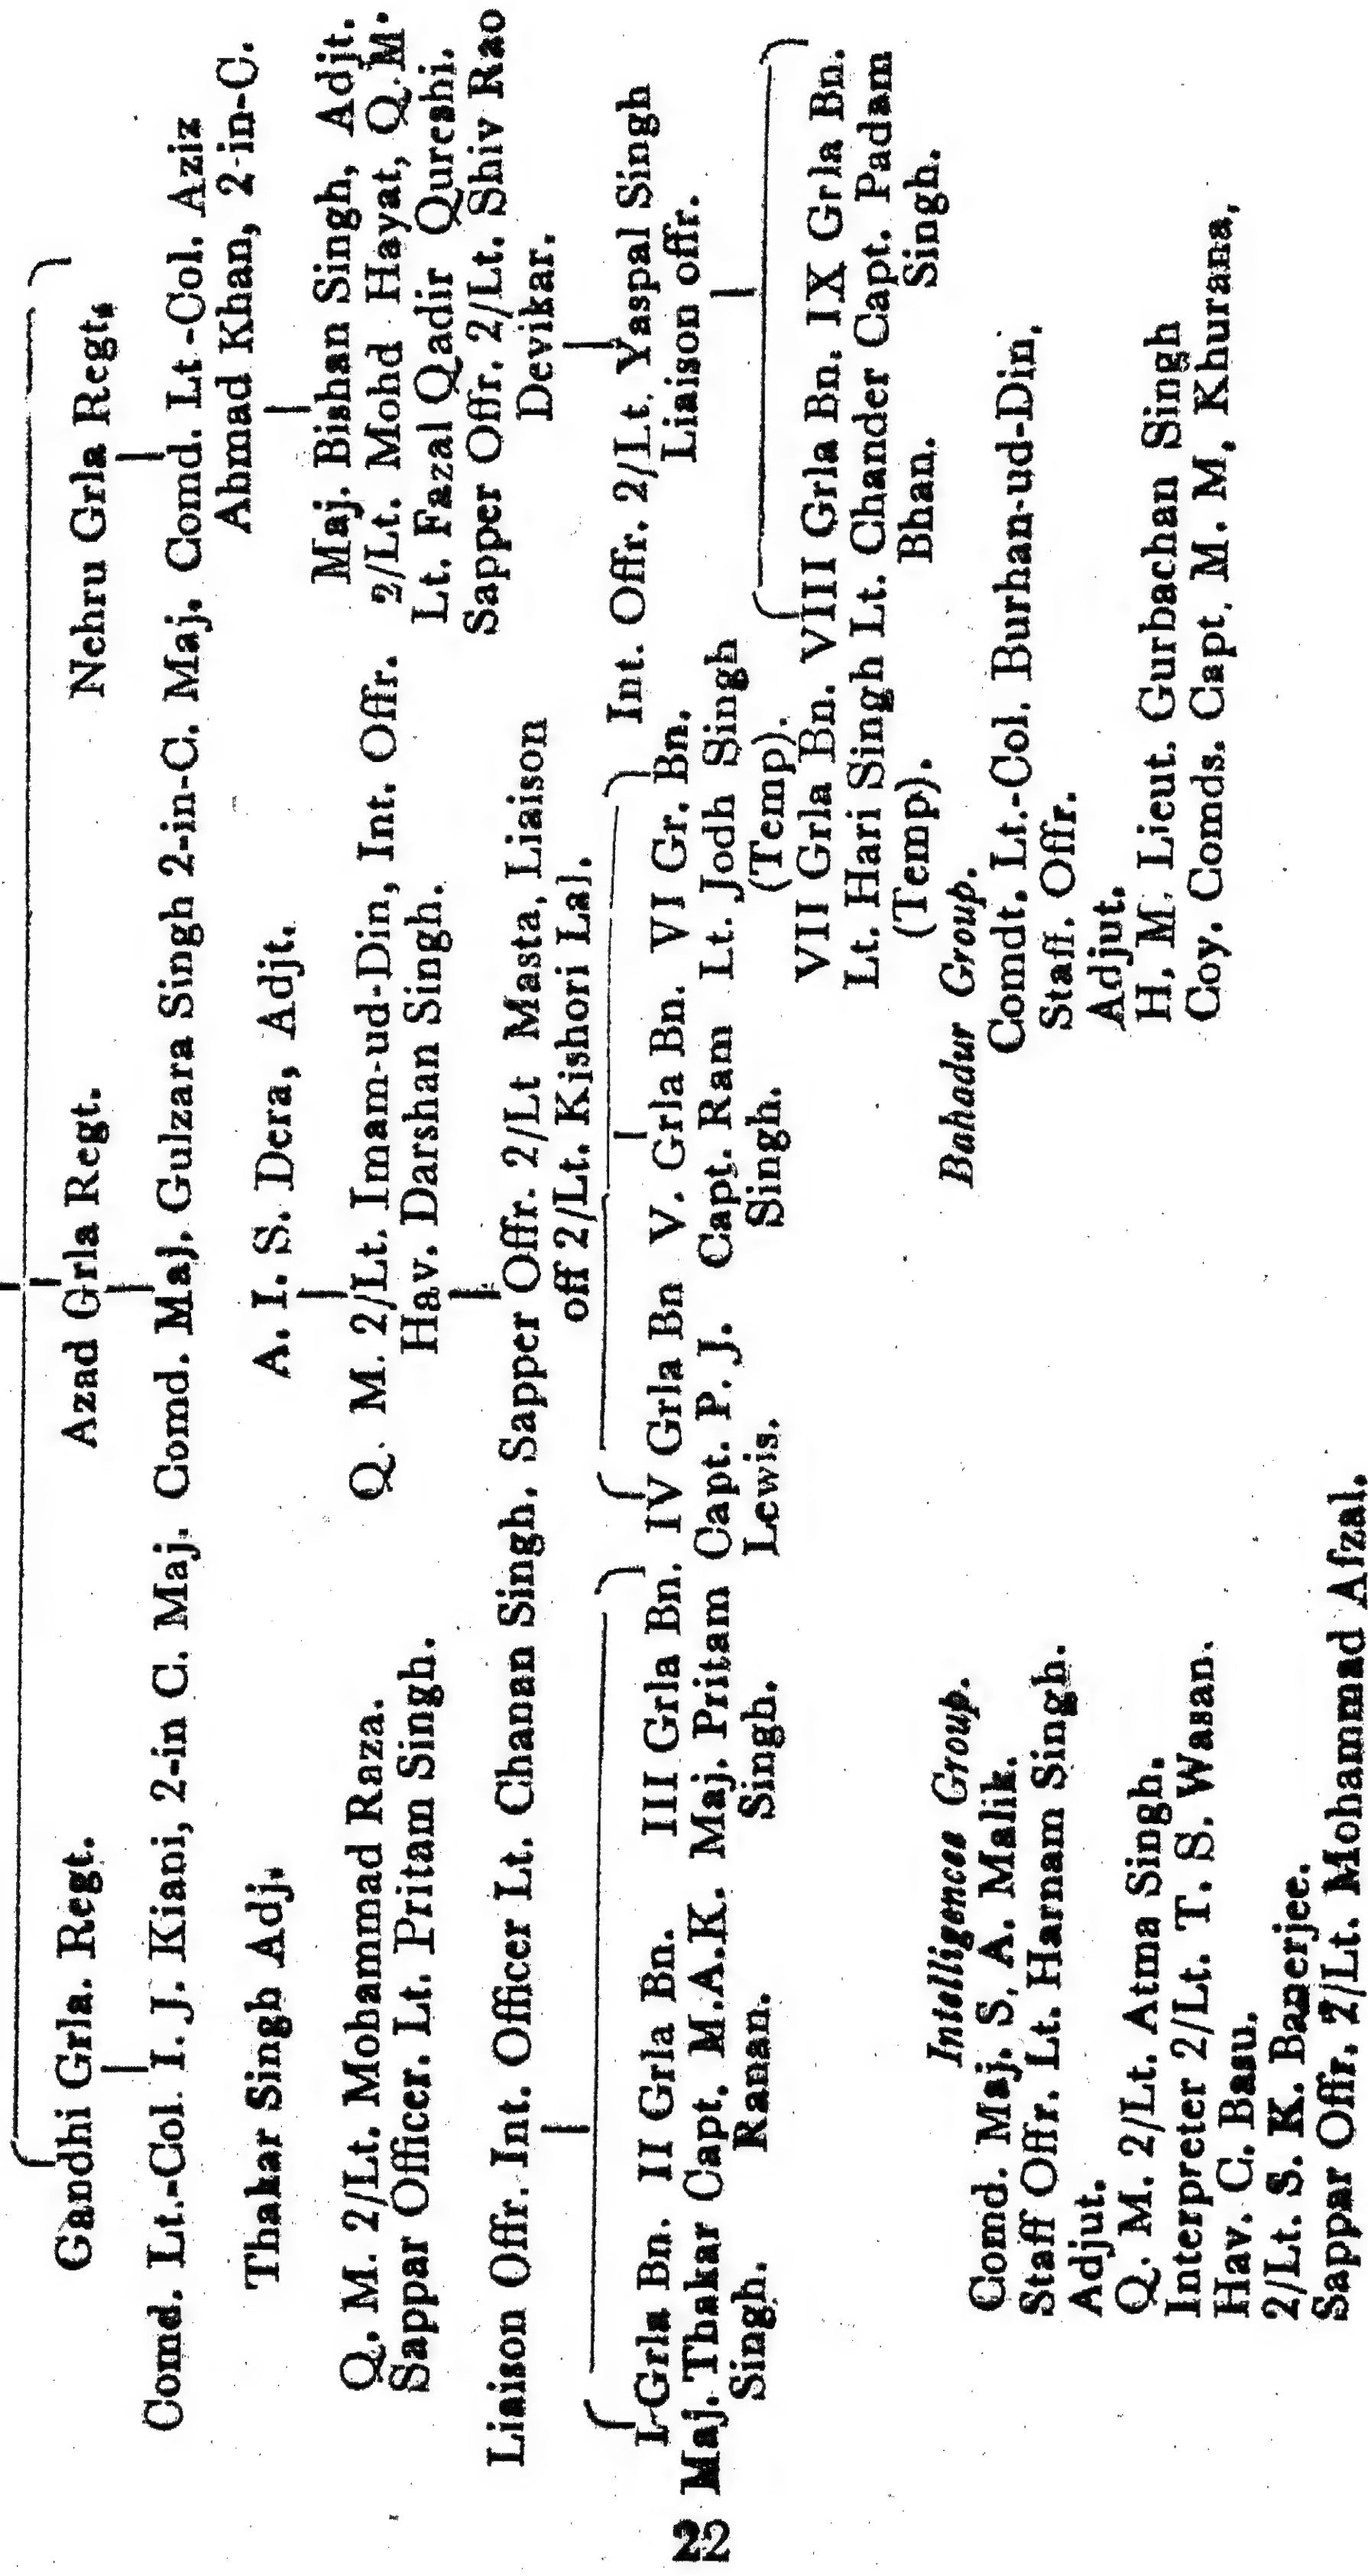 Gandhi Grla. Regt.
Azad Grla Regt.
Nehru Grla Regt.
Comd. Lt.-Col. I. J. Kiani, 2-in C. Maj. Comd. Maj. Gulzara Singh 2-in-C. Maj. Comd. Lt-Col. Aziz
Ahmad Khan, 2-in-C.
Thakar Singh Adj.
A. I. S. Dera, Adjt.
Maj. Bishan Singh, Adjt.
Q. M. 2/Lt. Mohammad Raza.
Q. M. 2/Lt. Imam-ud-Din, Int. Offr.
2/Lt. Mohd Hayat, Q. M.
Sappar Officer. Lt. Pritam Singh.
Hav. Darshan Singh.
Lt. Fazal Qadir Qureshi.
Sapper Offr. 2/Lt. Shiv Rao
Devikar.
Liaison Offr. Int. Officer Lt. Chanan Singh. Sapper Offr. 2/Lt Masta, Liaison
off 2/Lt. Kishori Lal.
Int. Offr. 2/Lt. Yaspal Singh
Liaison offr.
I-Grla Bn. II Grla Bn. III Grla Bn. IV Grla Bn V. Grla Bn. VI Gr. Bn.
Maj. Thakar Capt. M.A.K. Maj. Pritam Capt. P. J. Capt. Ram Lt. Jodh Singh
Singh. Ranan. Singh. Lewis. Singh. (Temp).
VII Grla Bn. VIII Grla Bn. IX Grla Bn.
Lt. Hari Singh Lt. Chander Capt. Padam
(Temp). Bhan. Singh.
Intelligence Group.
Comd. Maj. S. A. Malik.
Staff Offr. Lt. Harnam Singh.
Adjut.
Q. M. 2/Lt. Atma Singh.
Interpreter 2/Lt. T. S. Wasan.
Hav. C. Basu.
2/Lt. S. K. Banerjee.
Sappar Offr. 2/Lt. Mohammad Afzal.
Bahadur Group.
Comdt. Lt.-Col. Burhan-ud-Din.
Staff. Offr.
Adjut.
H. M. Lieut. Gurbachan Singh
Coy. Comds. Capt. M. M. Khurana,
22